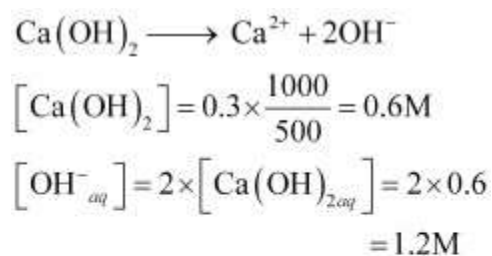 Ca(OH)₂ ⟶ Ca²⁺ + 2OH⁻
[Ca(OH)₂] = 0.3 × 1000/500 = 0.6M
[OH⁻aq] = 2 × [Ca(OH)₂aq] = 2 × 0.6
= 1.2M